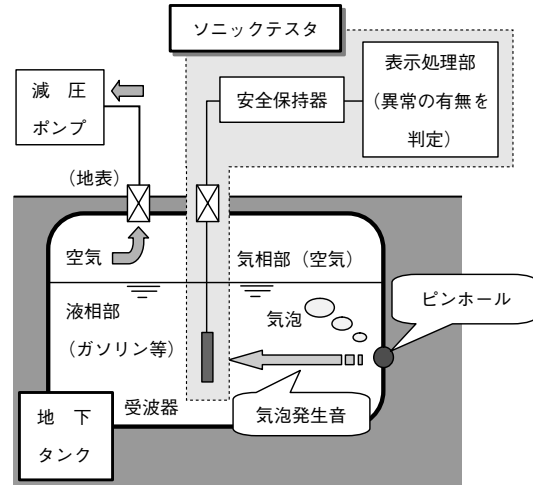 ソニックテスタ
減　圧
ポンプ
安全保持器
表示処理部
（異常の有無を
判定）
（地表）
空気
気相部（空気）
液相部
（ガソリン等）
気泡
ピンホール
受波器
気泡発生音
地　下
タンク